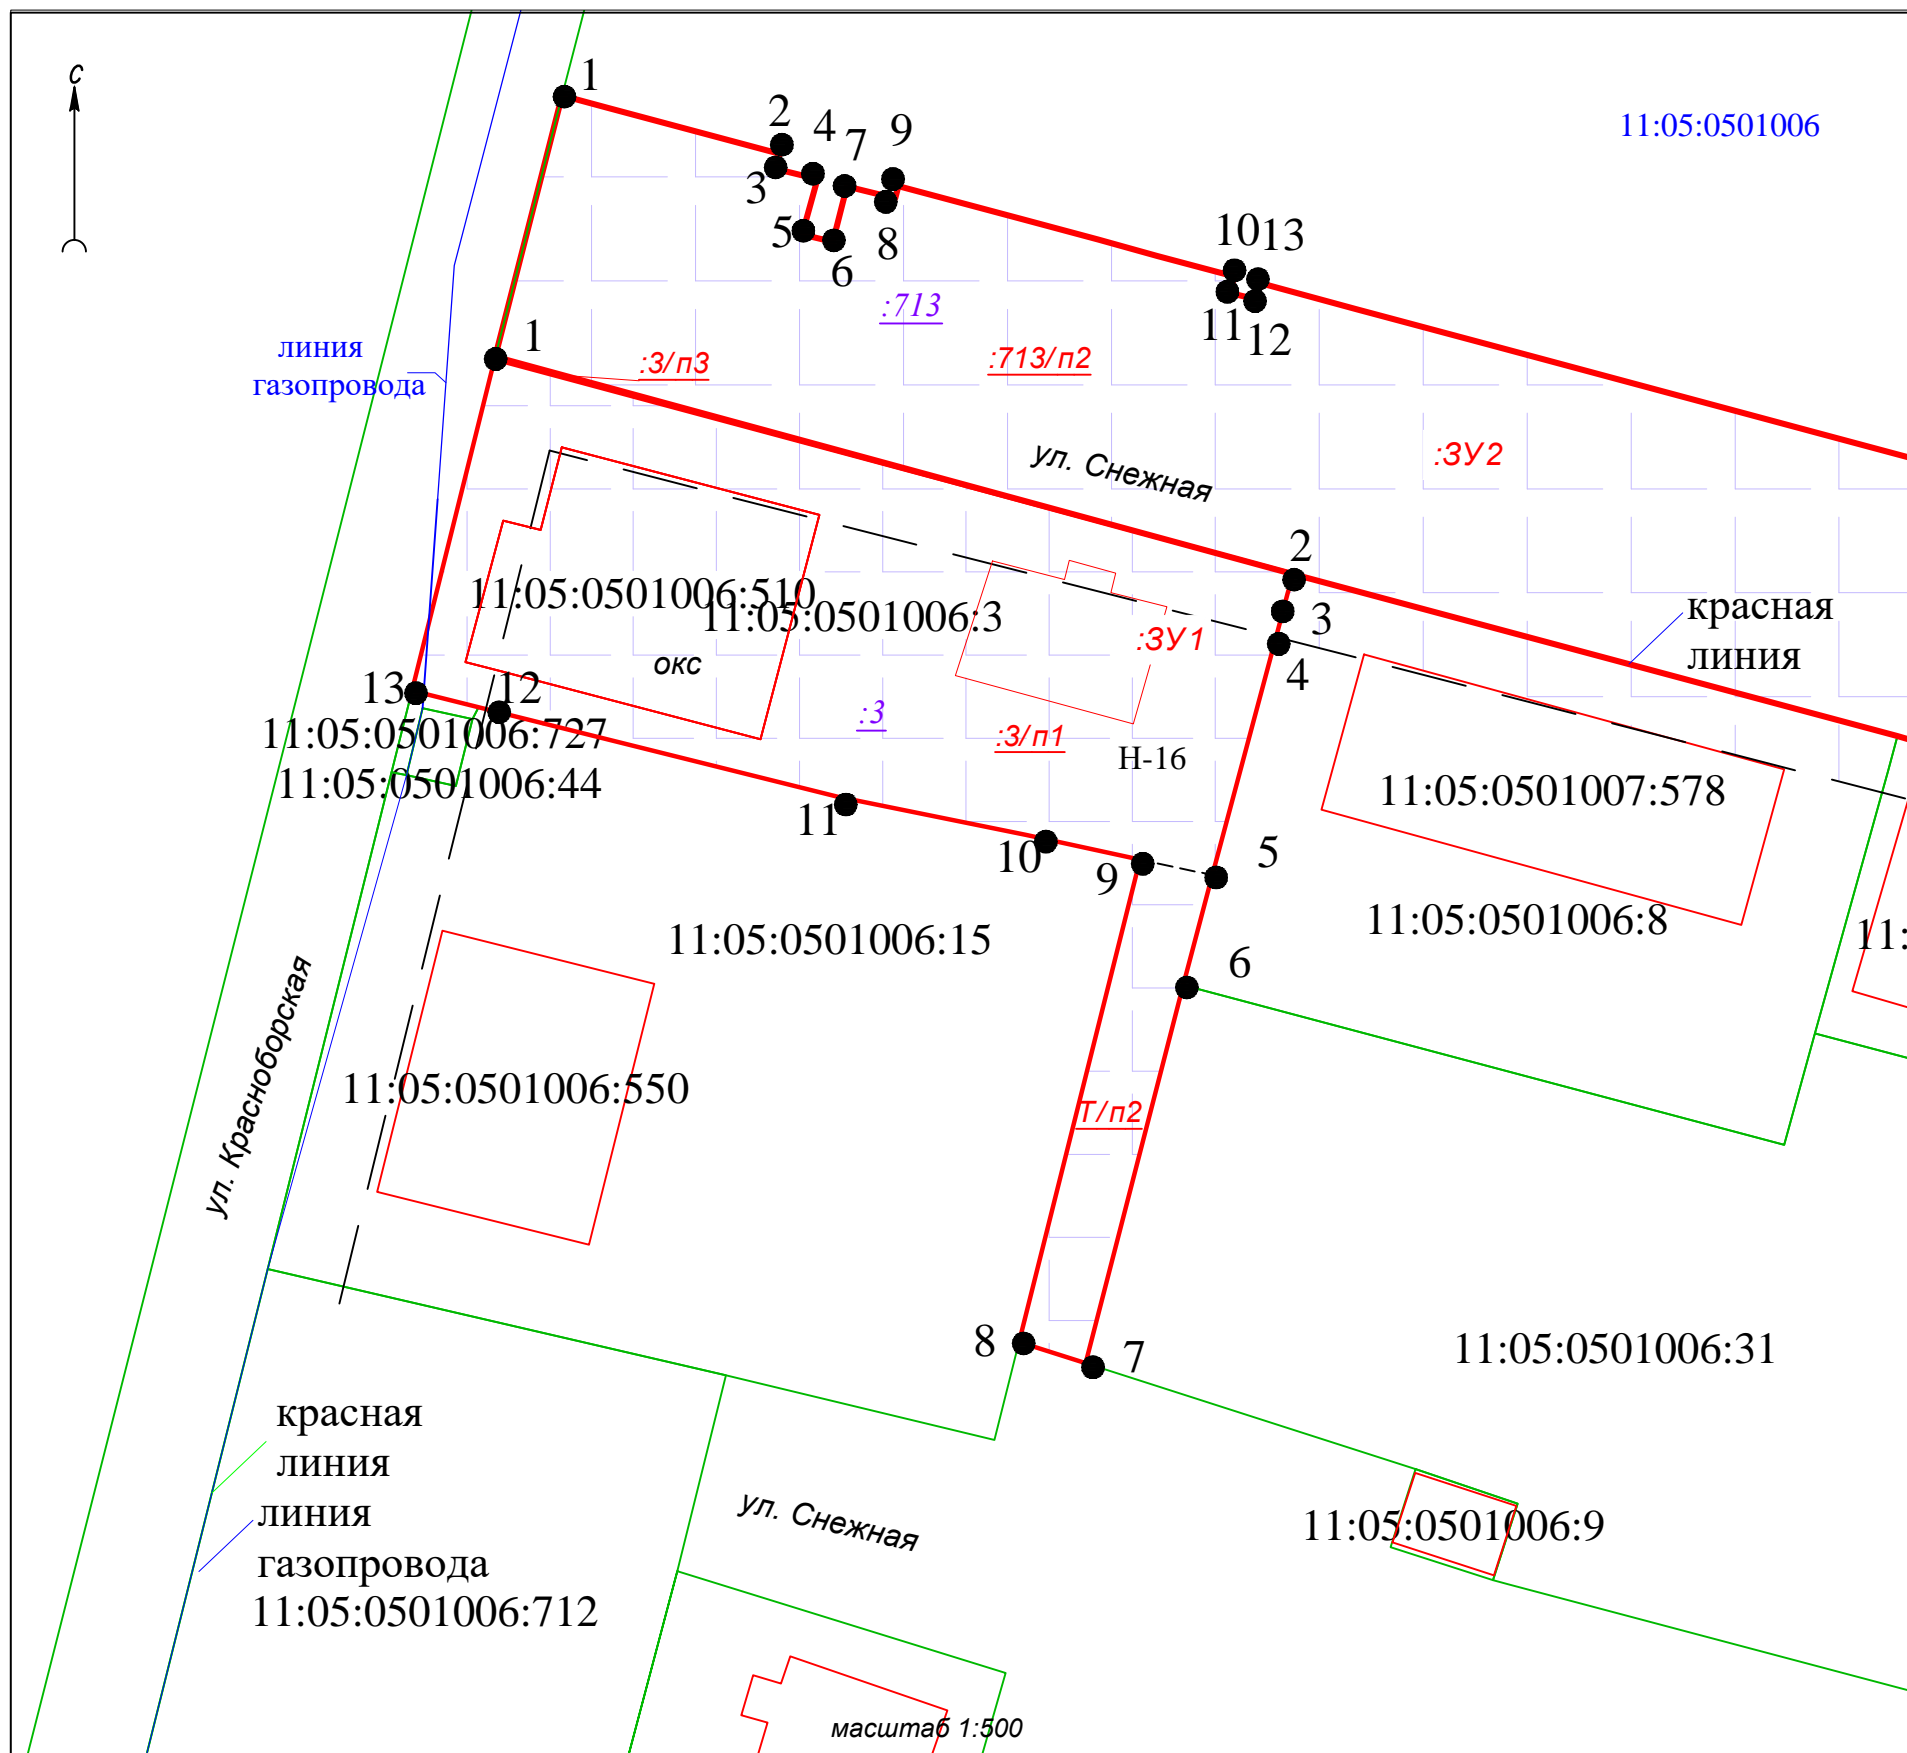 С
1
2
4
7
9
11:05:0501006
3
5
6
8
10
13
11
12
:713
линия
газопровода
1
:3/п3
:713/п2
ул. Снежная
:ЗУ2
2
3
4
красная
линия
11:05:0501006:510
11:05:0501006:3
:ЗУ1
окс
13
12
:3
:3/п1
Н-16
11:05:0501006:727
11:05:0501006:44
11:05:0501007:578
11
10
9
5
11:05:0501006:15
11:05:0501006:8
11:
6
ул. Красноборская
11:05:0501006:550
Т/п2
8
7
11:05:0501006:31
красная
линия
линия
газопровода
11:05:0501006:712
ул. Снежная
11:05:0501006:9
масштаб 1:500